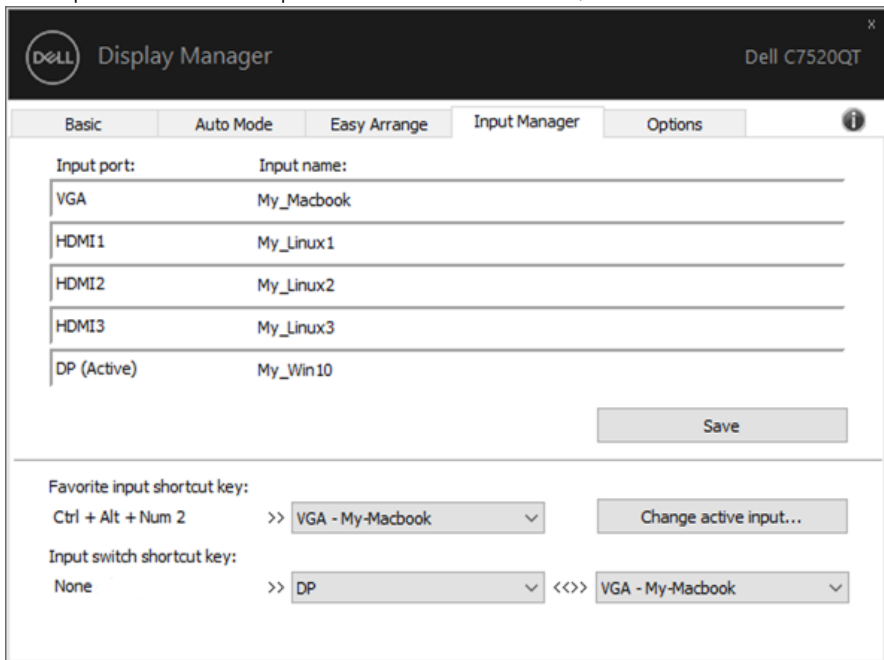 x
DELL Display Manager Dell C7520QT
Basic Auto Mode Easy Arrange Input Manager Options i
Input port: Input name:
VGA My_Macbook
HDMI1 My_Linux1
HDMI2 My_Linux2
HDMI3 My_Linux3
DP (Active) My_Win10
Save
Favorite input shortcut key:
Ctrl + Alt + Num 2 >> VGA - My-Macbook Change active input...
Input switch shortcut key:
None >> DP <<>> VGA - My-Macbook